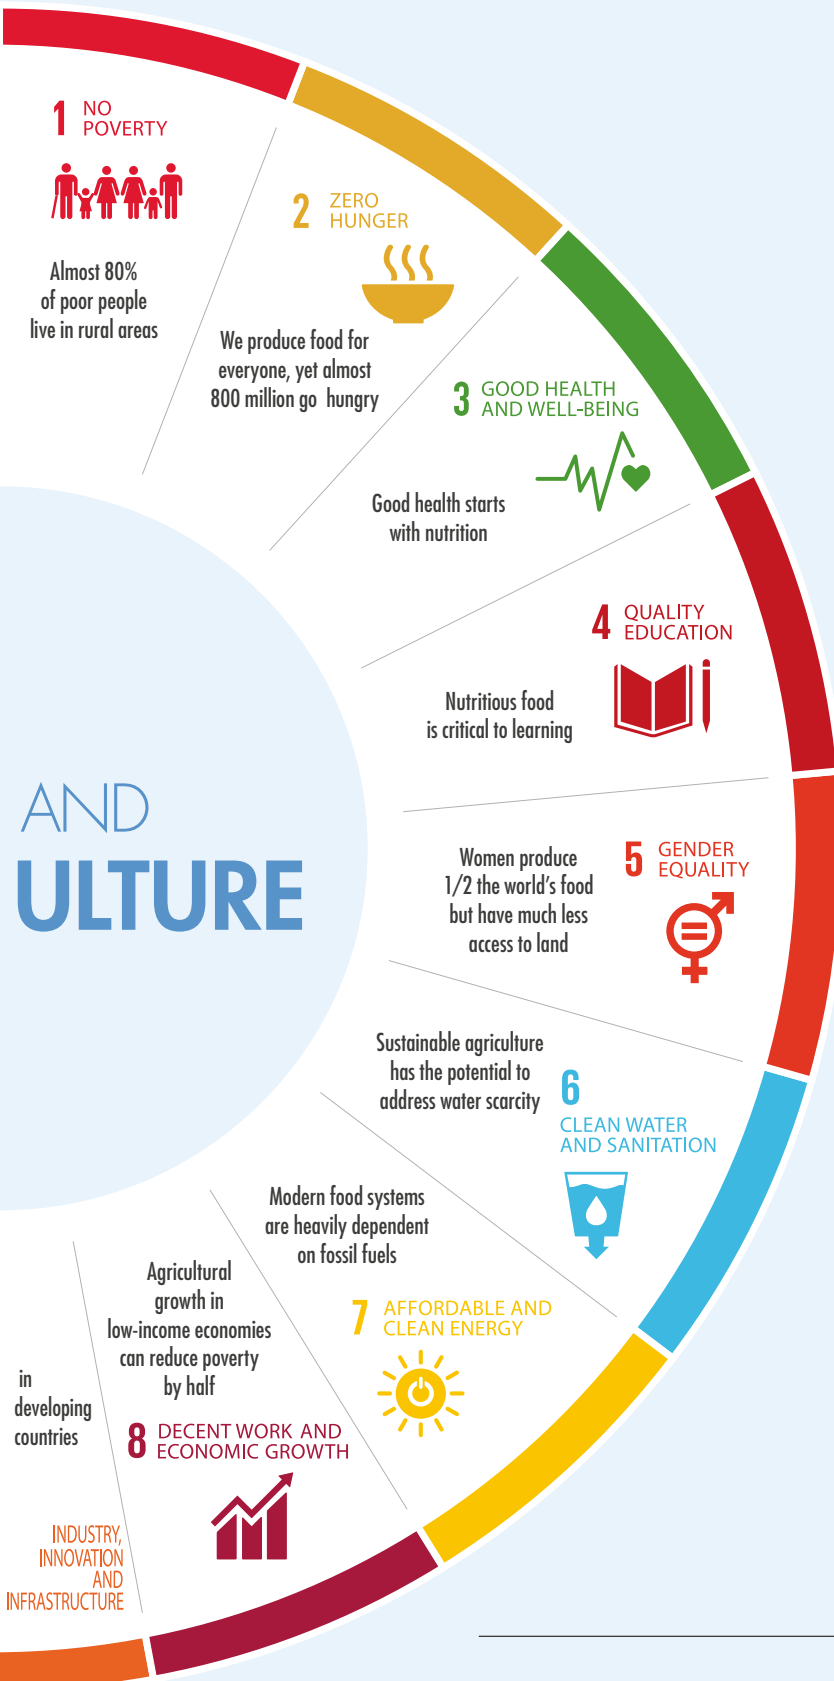 1 NO
POVERTY
Almost 80%
of poor people
live in rural areas
2 ZERO
HUNGER
We produce food for
everyone, yet almost
800 million go hungry
3 GOOD HEALTH
AND WELL-BEING
Good health starts
with nutrition
4 QUALITY
EDUCATION
Nutritious food
is critical to learning
AND
ULTURE
5 GENDER
EQUALITY
Women produce
1/2 the world's food
but have much less
access to land
Sustainable agriculture
has the potential to
address water scarcity
6
CLEAN WATER
AND SANITATION
Modern food systems
are heavily dependent
on fossil fuels
7 AFFORDABLE AND
CLEAN ENERGY
Agricultural
growth in
low-income economies
can reduce poverty
by half
8 DECENT WORK AND
ECONOMIC GROWTH
in
developing
countries
INDUSTRY,
INNOVATION
AND
INFRASTRUCTURE